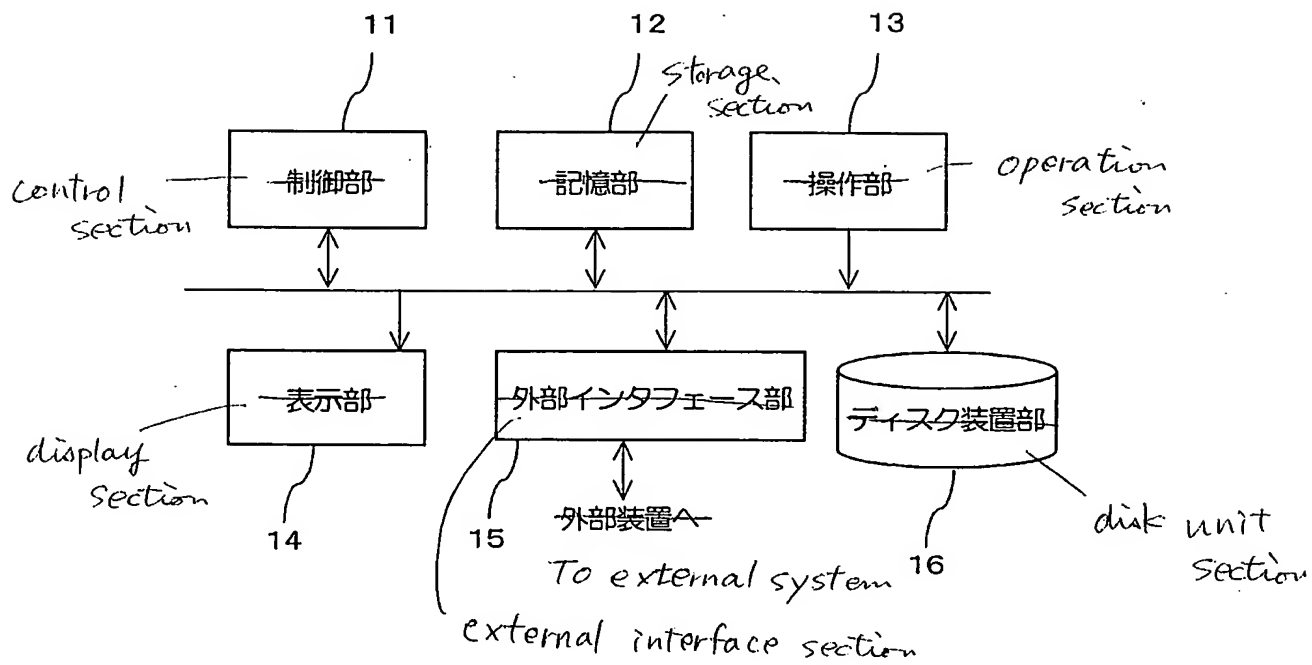 11
12
13
storage
section
制御部
記憶部
操作部
control
section
operation
section
表示部
外部インタフェース部
ディスク装置部
display
section
14
15
外部装置へ
16
disk unit
section
To external system
external interface section